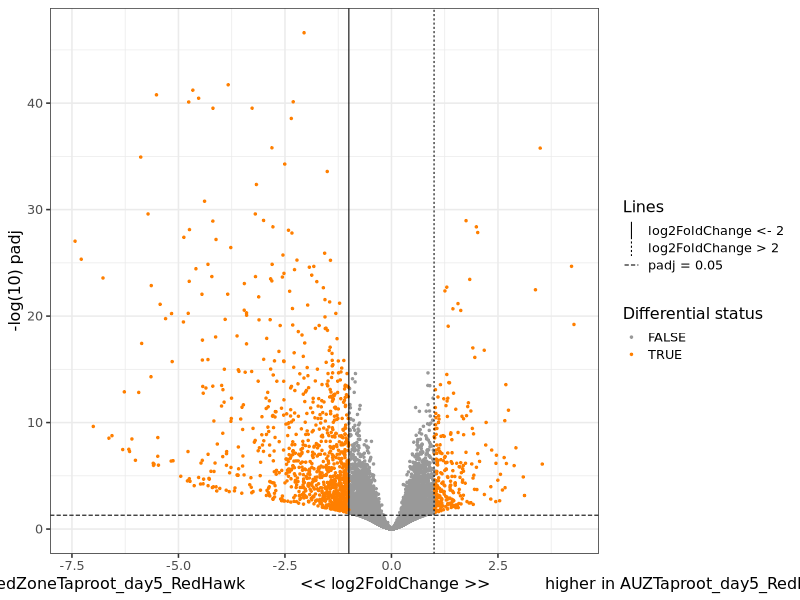 40
30
20
10
0
-log(10) padj
-7.5 -5.0 -2.5 0.0 2.5
edZoneTaproot_day5_RedHawk << log2FoldChange >> higher in AUZTaproot_day5_Red
Lines
log2FoldChange <- 2
log2FoldChange > 2
padj = 0.05
Differential status
FALSE
TRUE